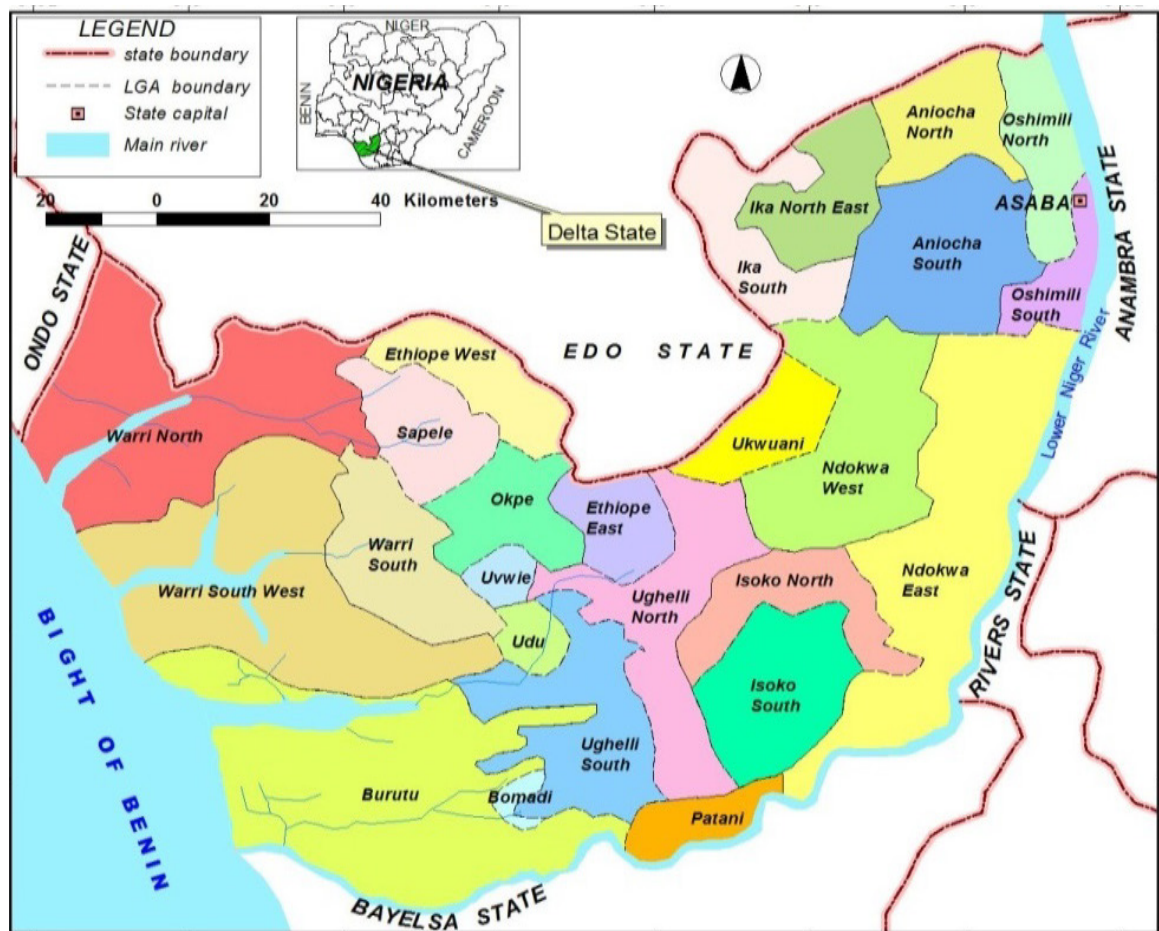 LEGEND
state boundary
LGA boundary
State capital
Main river
NIGER
NIGERIA
BENIN
CAMEROON
20 0 20 40 Kilometers
Delta State
Aniocha
North
Oshimili
North
ASABA
Ika North East
Aniocha
South
Ika
South
Oshimili
South
ANAMBRA STATE
Lower Niger River
ONDO STATE
EDO STATE
Ethiope West
Warri North
Sapele
Ukwuani
Ndokwa
West
Okpe
Ethiope
East
Warri
South
Uvwie
Isoko North
Ndokwa
East
Warri South West
Ughelli
North
Udu
Isoko
South
RIVERS STATE
Ughelli
South
Burutu
Bomadi
Patani
BIGHT OF BENIN
BAYELSA STATE